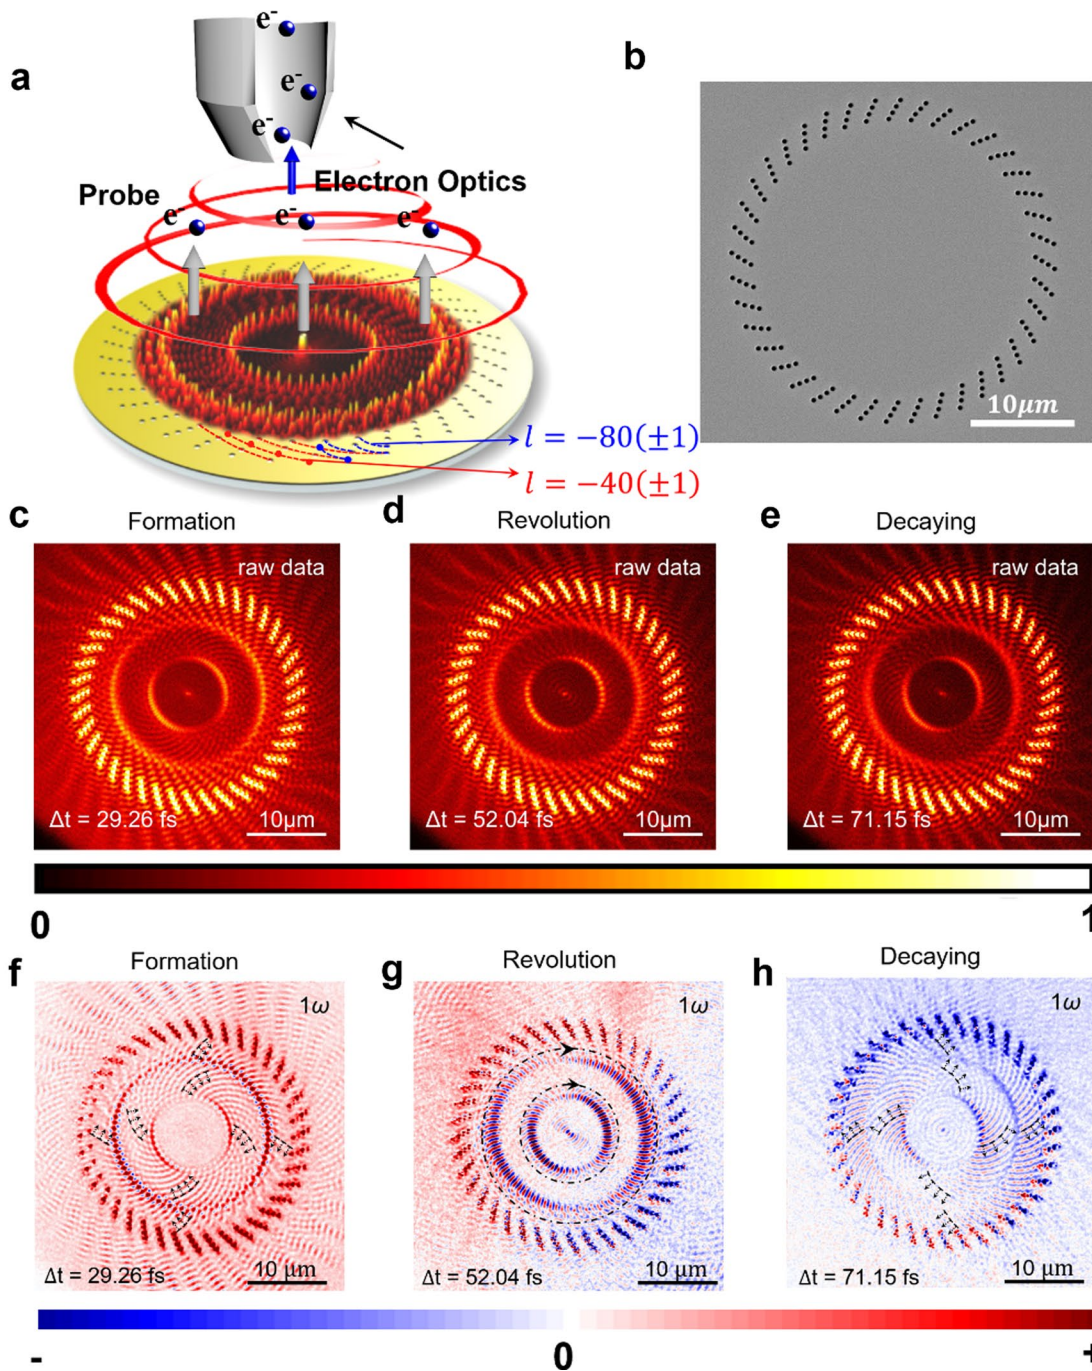 a
e-
e-
e-
Probe
Electron Optics
e-
e-
e-
l = −80(±1)
l = −40(±1)
b
10μm
c
Formation
raw data
Δt = 29.26 fs
10μm
d
Revolution
raw data
Δt = 52.04 fs
10μm
e
Decaying
raw data
Δt = 71.15 fs
10μm
0
1
f
Formation
1ω
Δt = 29.26 fs
10 μm
g
Revolution
1ω
Δt = 52.04 fs
10 μm
h
Decaying
1ω
Δt = 71.15 fs
10 μm
-
0
+